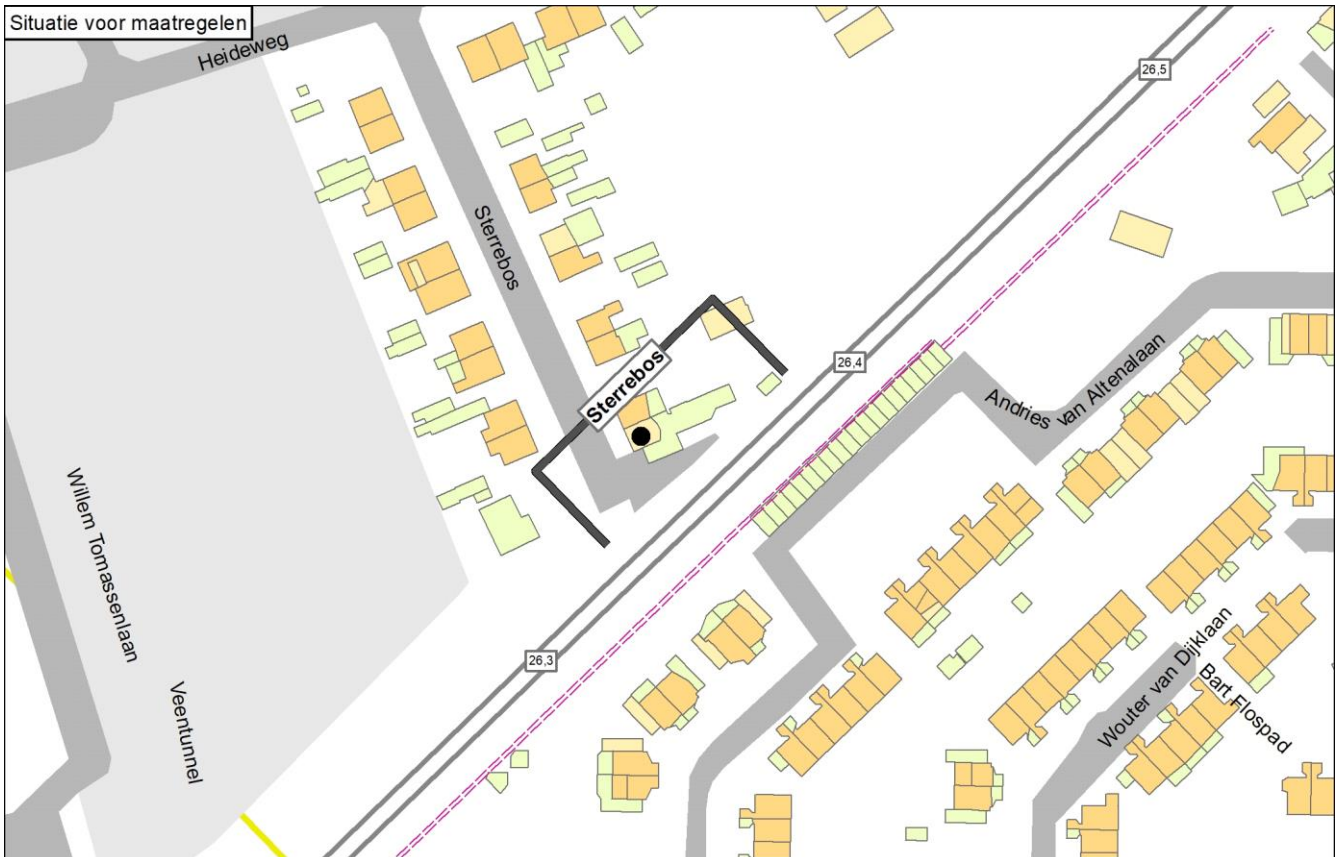 Situatie voor maatregelen
Heideweg
26,5
Sterrebos
Sterrebos
26,4
Andries van Altenalaan
Willem Tomassenlaan
Veentunnel
26,3
Wouter van Dijklaan
Bart Flospad